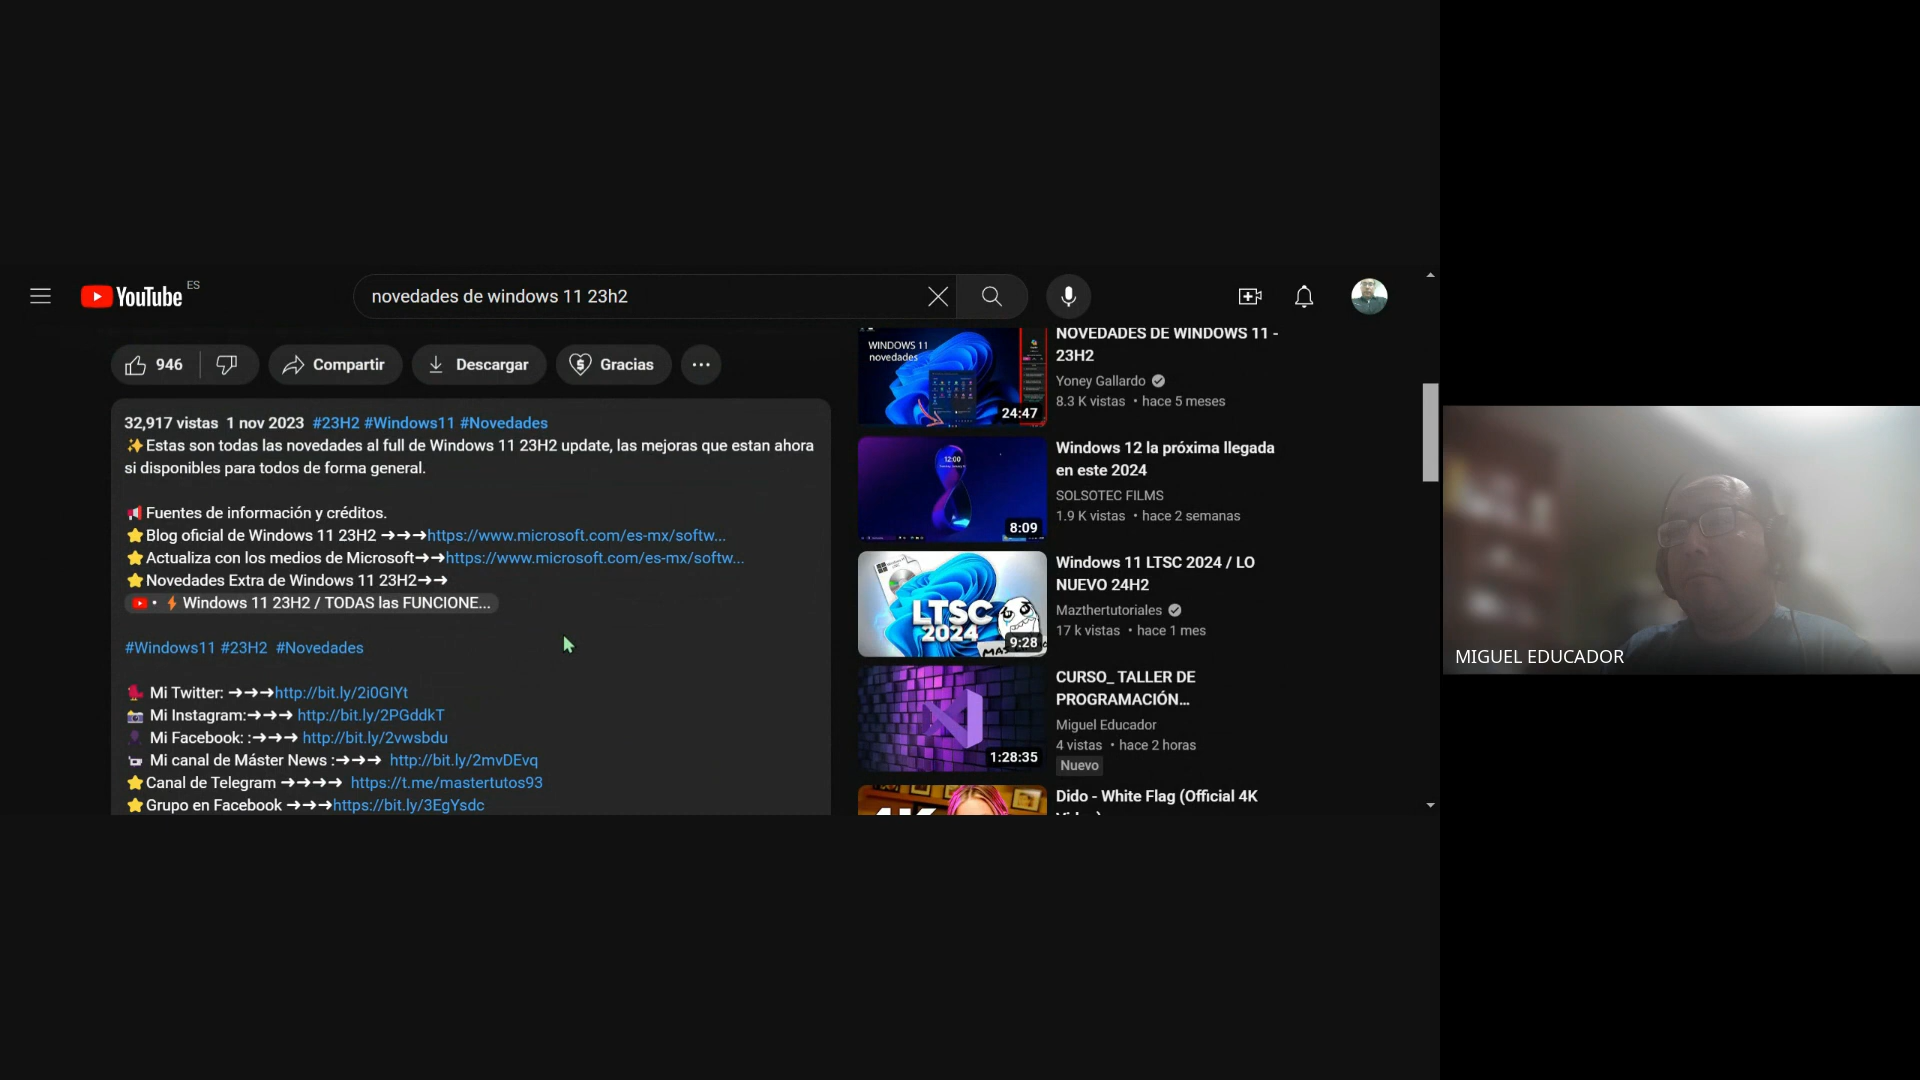 YouTube ES
novedades de windows 11 23h2
946
Compartir
Descargar
Gracias
32,917 vistas 1 nov 2023 #23H2 #Windows11 #Novedades
✨Estas son todas las novedades al full de Windows 11 23H2 update, las mejoras que estan ahora
si disponibles para todos de forma general.
📢Fuentes de información y créditos.
⭐Blog oficial de Windows 11 23H2 ➜➜➜https://www.microsoft.com/es-mx/softw...
⭐Actualiza con los medios de Microsoft➜➜https://www.microsoft.com/es-mx/softw...
⭐Novedades Extra de Windows 11 23H2➜➜
• ⚡Windows 11 23H2 / TODAS las FUNCIONE...
#Windows11 #23H2 #Novedades
Mi Twitter: ➜➜➜http://bit.ly/2i0GIYt
📷 Mi Instagram:➜➜➜ http://bit.ly/2PGddkT
👤 Mi Facebook: :➜➜➜ http://bit.ly/2vwsbdu
Mi canal de Máster News :➜➜➜ http://bit.ly/2mvDEvq
⭐Canal de Telegram ➜➜➜➜ https://t.me/mastertutos93
⭐Grupo en Facebook ➜➜➜https://bit.ly/3EgYsdc
WINDOWS 11
novedades
24:47
NOVEDADES DE WINDOWS 11 -
23H2
Yoney Gallardo
8.3 K vistas • hace 5 meses
12:00
8:09
Windows 12 la próxima llegada
en este 2024
SOLSOTEC FILMS
1.9 K vistas • hace 2 semanas
LTSC
2024
9:28
Windows 11 LTSC 2024 / LO
NUEVO 24H2
Mazthertutoriales
17 k vistas • hace 1 mes
1:28:35
CURSO_ TALLER DE
PROGRAMACIÓN...
Miguel Educador
4 vistas • hace 2 horas
Nuevo
4K
Dido - White Flag (Official 4K
MIGUEL EDUCADOR